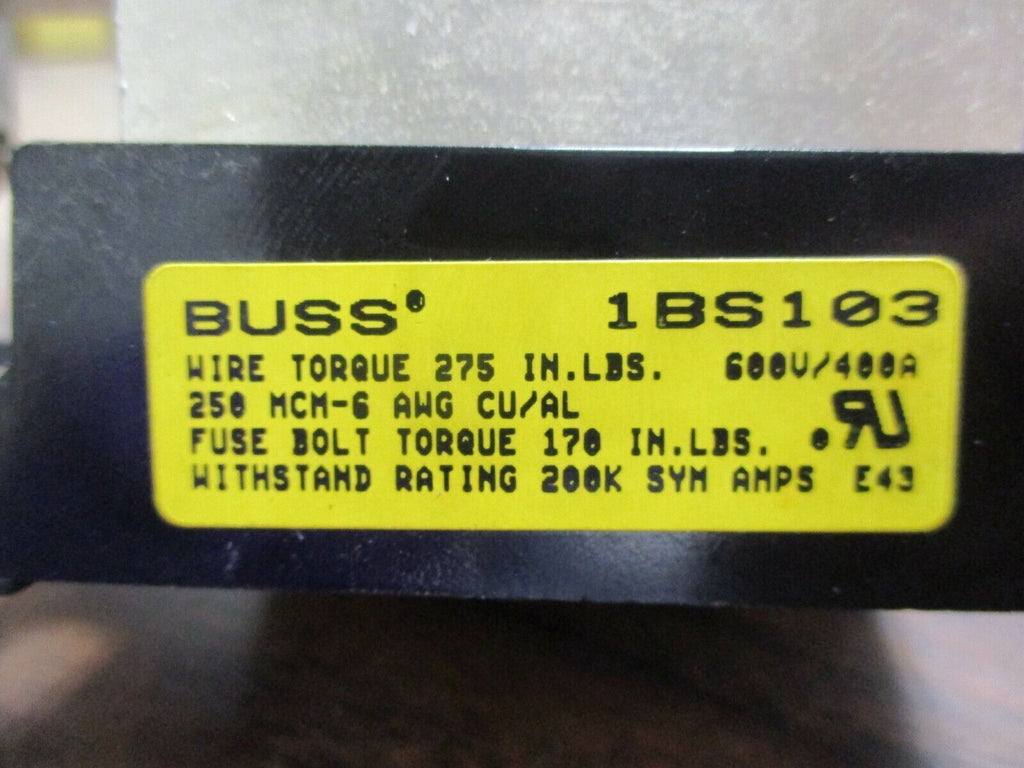 BUSS® 1BS103
WIRE TORQUE 275 IN.LBS. 600V/400A
250 MCM-6 AWG CU/AL
FUSE BOLT TORQUE 170 IN.LBS. ® RU
WITHSTAND RATING 200K SYM AMPS E43